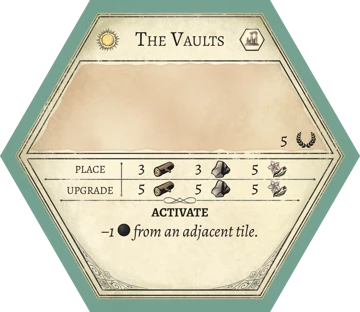 The Vaults
5
PLACE 3 3 5
UPGRADE 5 5 5
ACTIVATE
–1 from an adjacent tile.